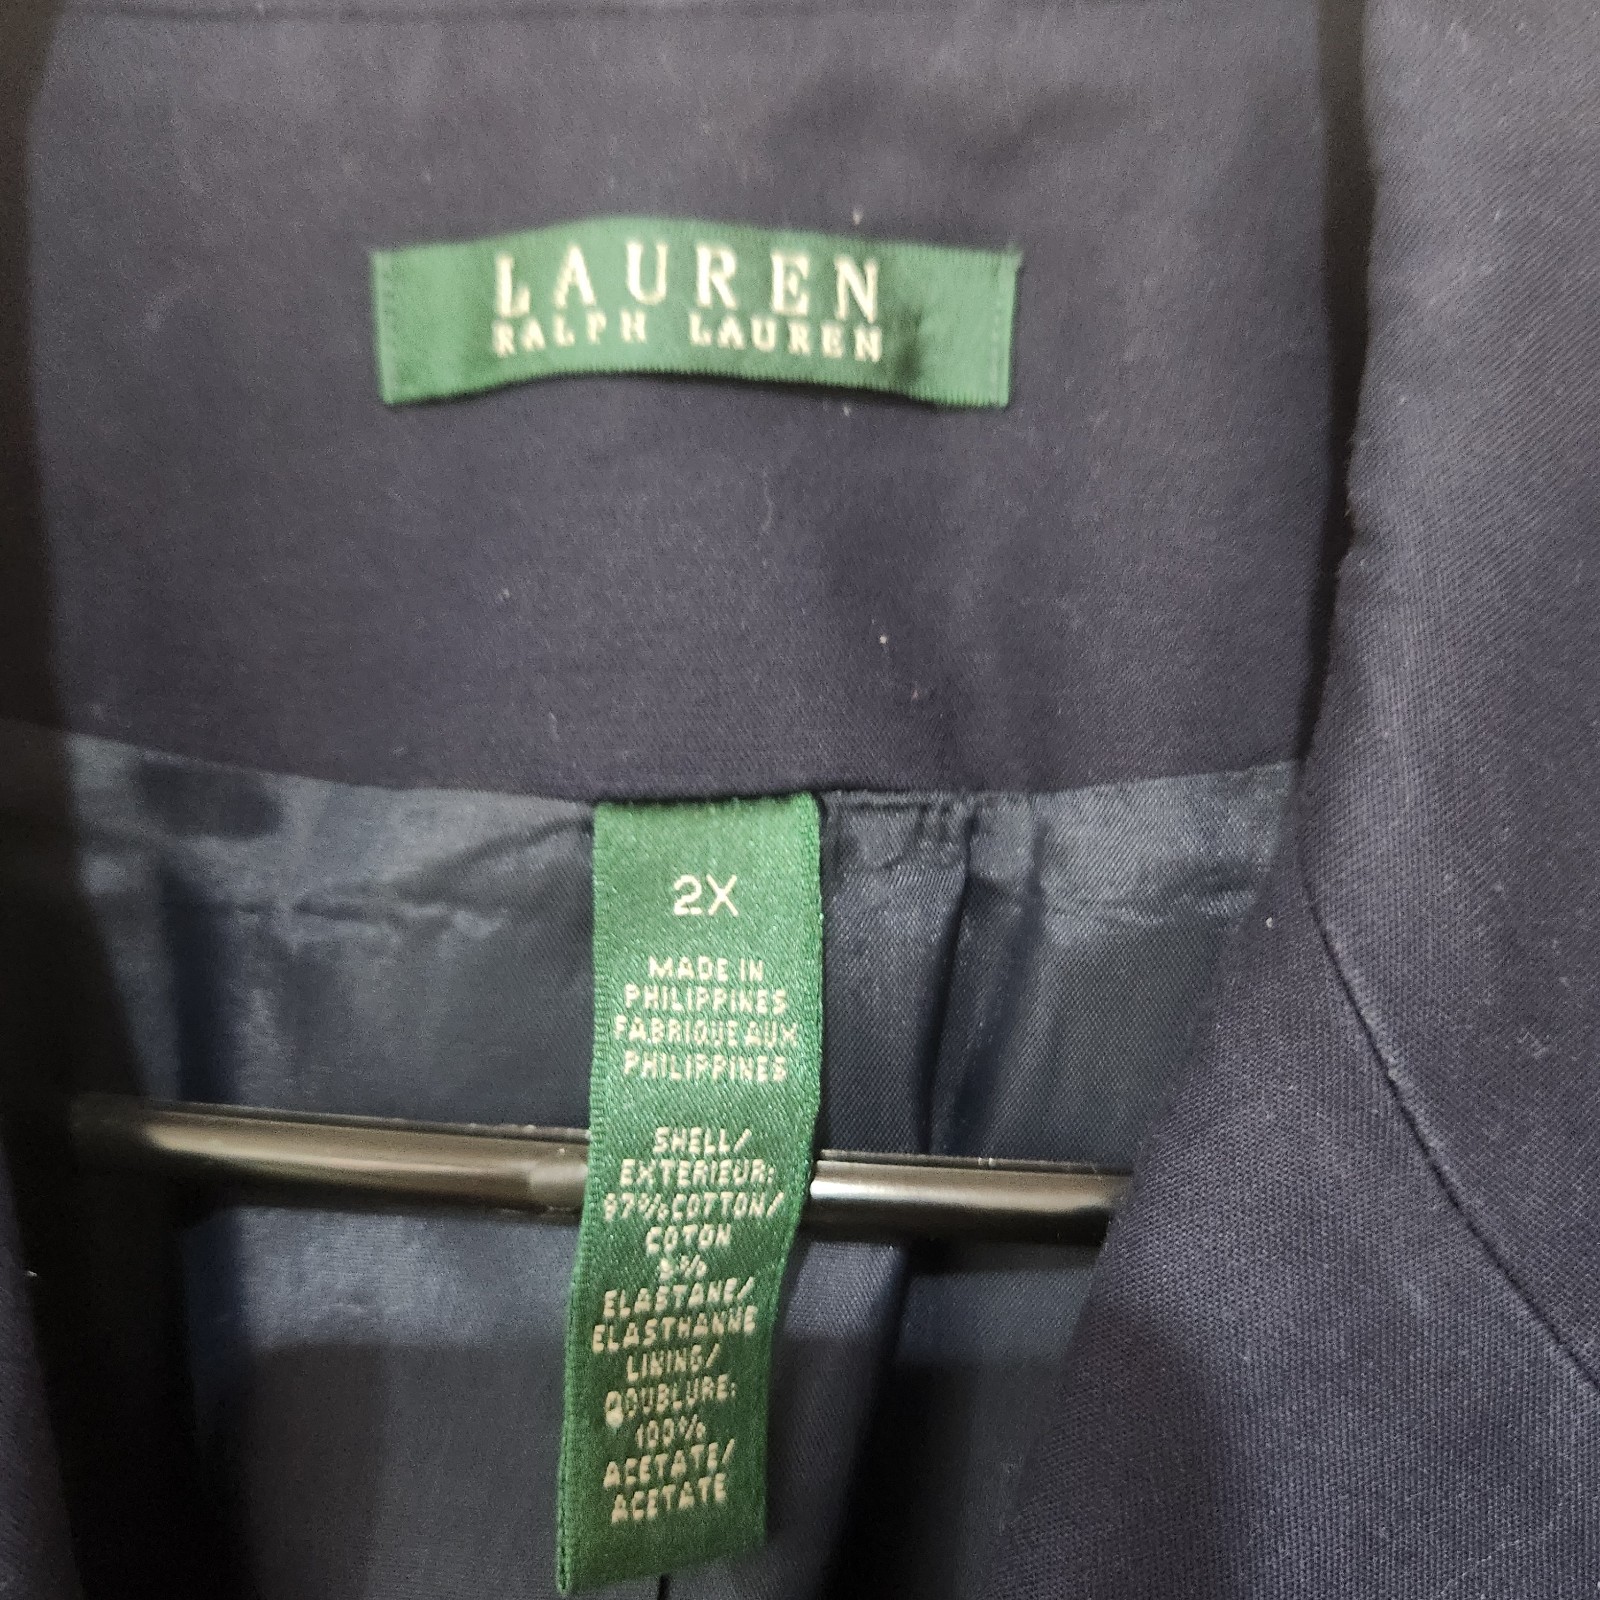 LAUREN
RALPH LAUREN
2X
MADE IN
PHILIPPINES
FABRIQUE AUX
PHILIPPINES
SHELL/
EXTERIEUR:
97% COTTON/
COTON
3%
ELASTANE/
ELASTHANNE
LINING/
DOUBLURE:
100%
ACETATE/
ACETATE